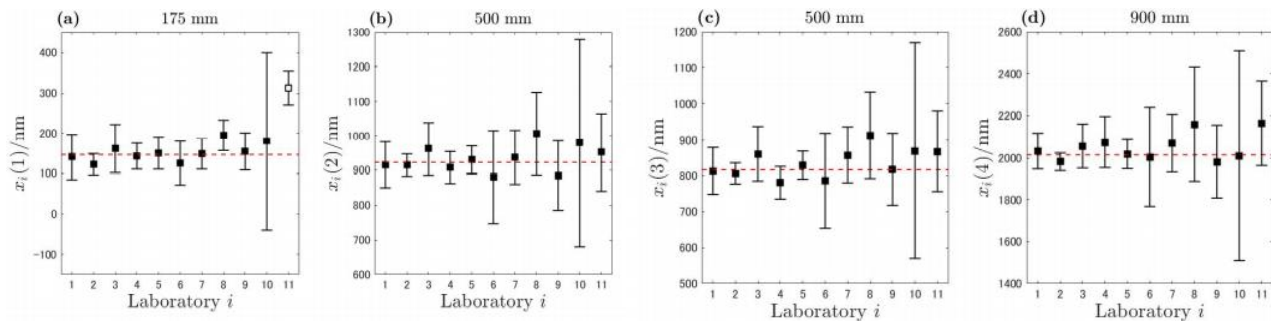 (a) 175 mm
x_i(1)/nm
400
300
200
100
0
−100
1 2 3 4 5 6 7 8 9 10 11
Laboratory i
(b) 500 mm
x_i(2)/nm
1300
1200
1100
1000
900
800
700
600
1 2 3 4 5 6 7 8 9 10 11
Laboratory i
(c) 500 mm
x_i(3)/nm
1200
1100
1000
900
800
700
600
500
1 2 3 4 5 6 7 8 9 10 11
Laboratory i
(d) 900 mm
x_i(4)/nm
2600
2400
2200
2000
1800
1600
1400
1 2 3 4 5 6 7 8 9 10 11
Laboratory i